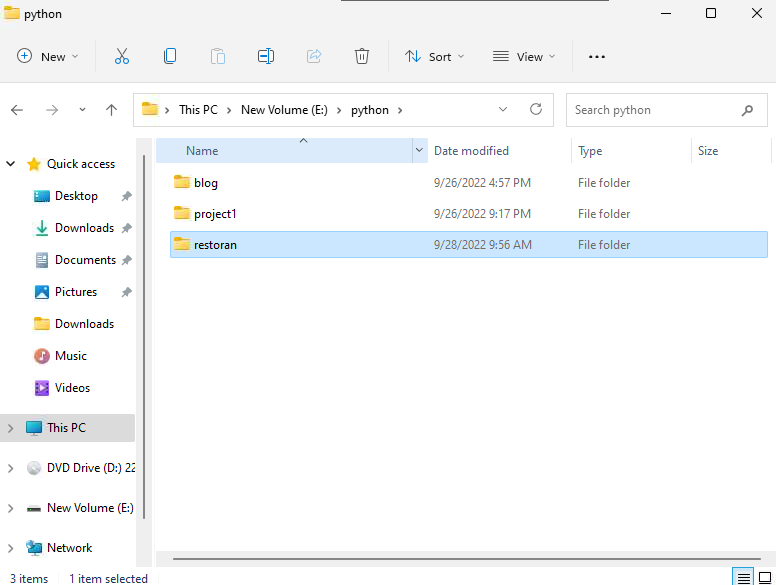 python
New Sort View
This PC New Volume (E:) python Search python
Name Date modified Type Size
Quick access
Desktop
Downloads
Documents
Pictures
Downloads
Music
Videos
This PC
DVD Drive (D:) 22
New Volume (E:)
Network
blog 9/26/2022 4:57 PM File folder
project1 9/26/2022 9:17 PM File folder
restoran 9/28/2022 9:56 AM File folder
3 items 1 item selected